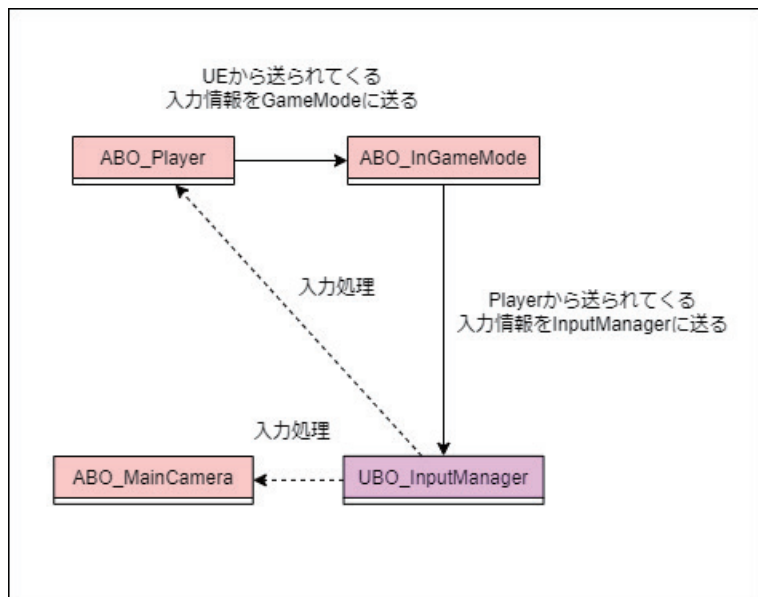 UEから送られてくる
入力情報をGameModeに送る
ABO_Player
ABO_InGameMode
入力処理
Playerから送られてくる
入力情報をInputManagerに送る
入力処理
ABO_MainCamera
UBO_InputManager